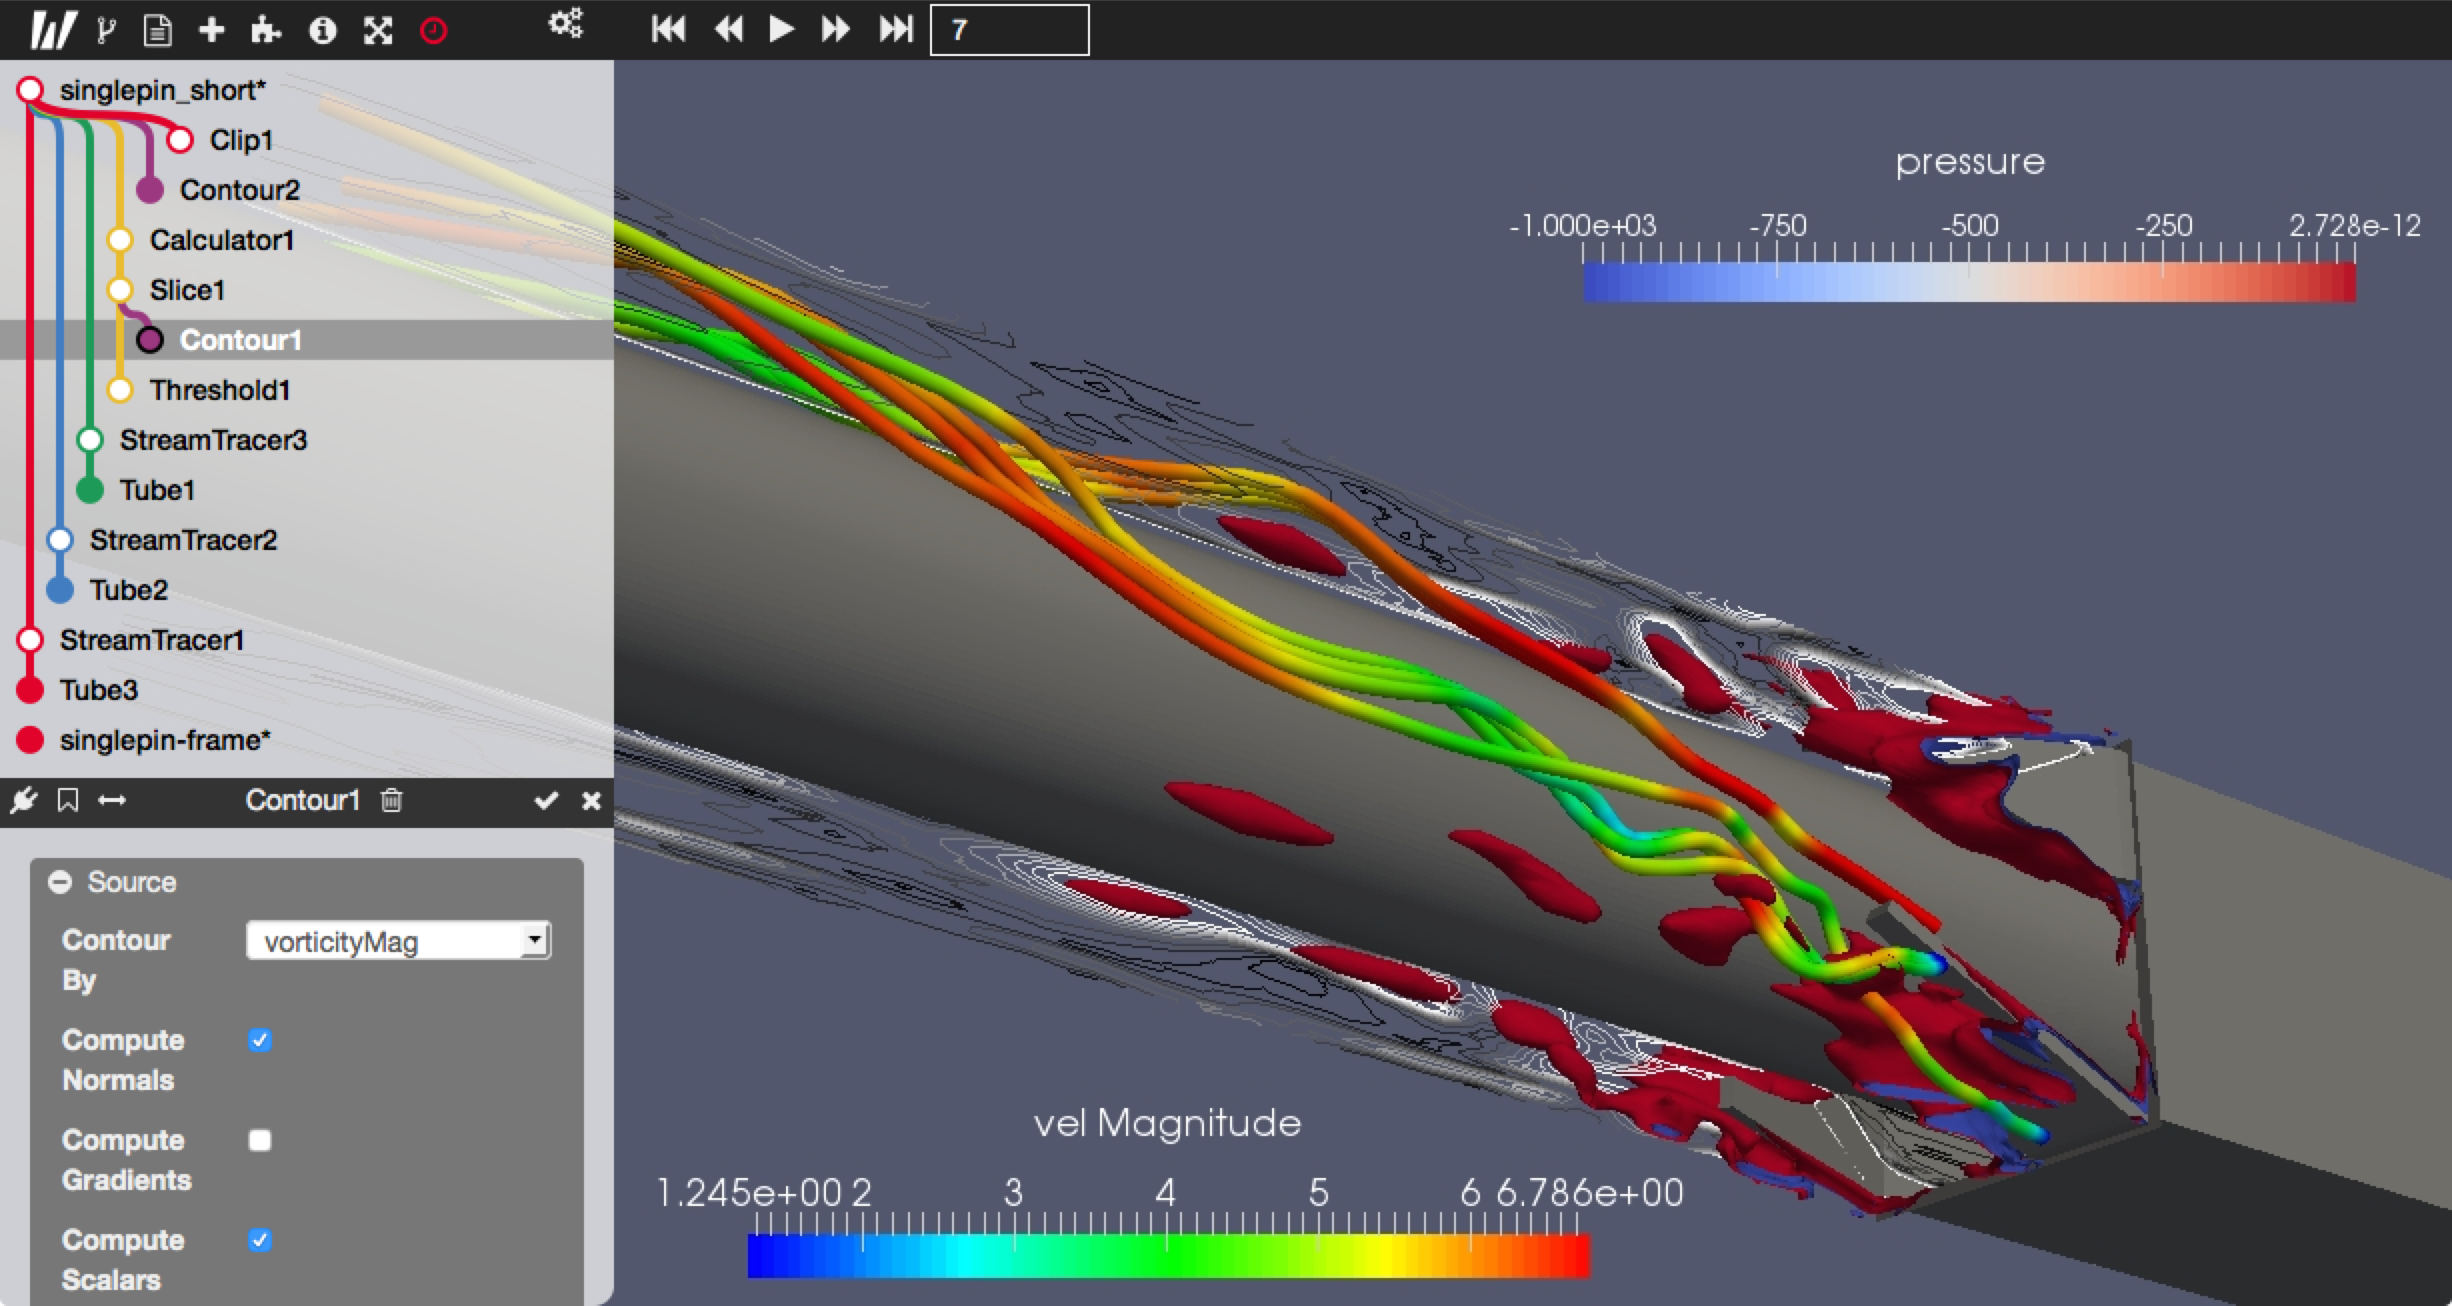 7
singlepin_short*
Clip1
Contour2
Calculator1
Slice1
Contour1
Threshold1
StreamTracer3
Tube1
StreamTracer2
Tube2
StreamTracer1
Tube3
singlepin-frame*
Contour1
Source
Contour By
vorticityMag
Compute Normals
Compute Gradients
Compute Scalars
pressure
-1.000e+03 -750 -500 -250 2.728e-12
vel Magnitude
1.245e+00 2 3 4 5 6 6.786e+00